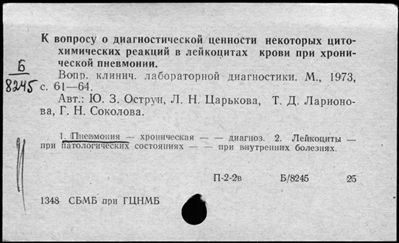 К вопросу о диагностической ценности некоторых цито-
химических реакций в лейкоцитах крови при хрони-
ческой пневмонии.
Б
8245
Вопр. клинич. лабораторной диагностики. М., 1973,
с. 61—64.
Авт.: Ю. З. Острун, Л. Н. Царькова, Т. Д. Ларионо-
ва, Г. Н. Соколова.
1. Пневмония — хроническая — — диагноз. 2. Лейкоциты —
при патологических состояниях — — при внутренних болезнях.
П-2-2в Б/8245 25
1348 СБМБ при ГЦНМБ